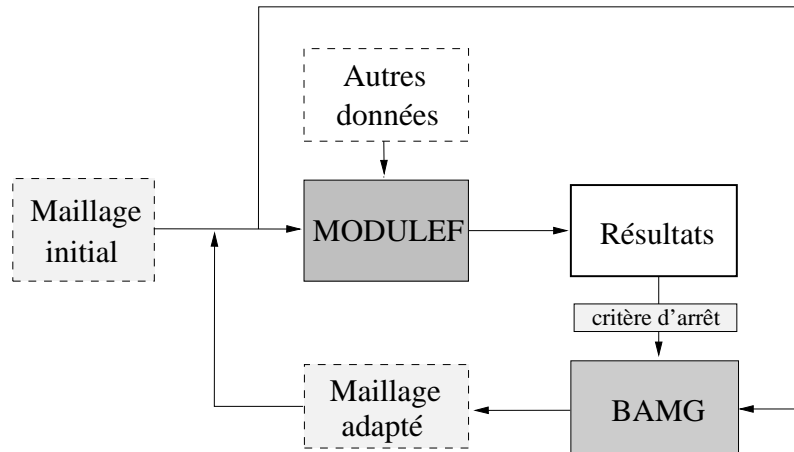 Autres
données
Maillage
initial
MODULEF
Résultats
critère d'arrêt
Maillage
adapté
BAMG